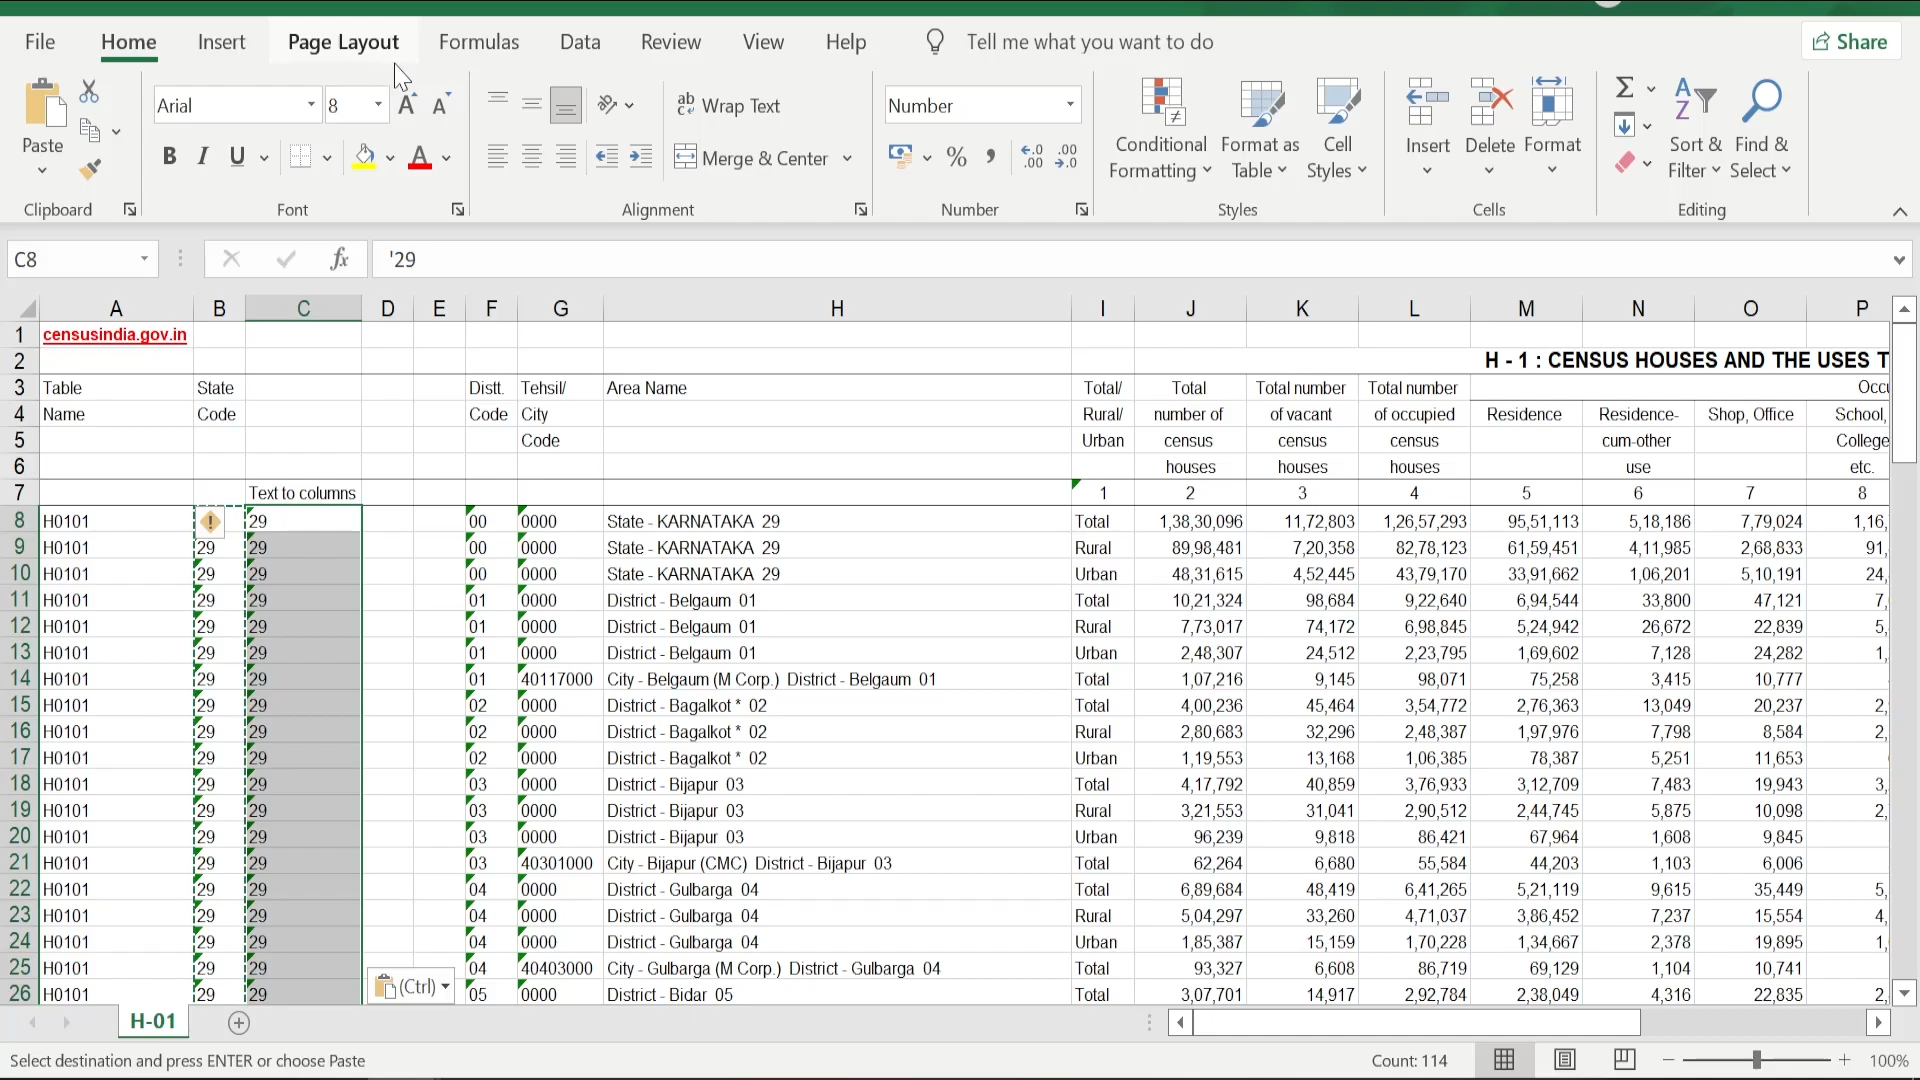 File Home Insert Page Layout Formulas Data Review View Help Tell me what you want to do Share
Paste Arial 8 Wrap Text Number Conditional Formatting Format as Table Cell Styles Insert Delete Format Sort & Filter Find & Select
B I U Merge & Center
Clipboard Font Alignment Number Styles Cells Editing
C8 fx '29
A B C D E F G H I J K L M N O P
1 censusindia.gov.in
2 H - 1 : CENSUS HOUSES AND THE USES T
3 Table State Distt. Tehsil/ Area Name Total/ Total Total number Total number Occu
4 Name Code Code City Rural/ number of of vacant of occupied Residence Residence- Shop, Office School,
5 Code Urban census census census cum-other College
6 houses houses houses use etc.
7 Text to columns 1 2 3 4 5 6 7 8
8 H0101 29 00 0000 State - KARNATAKA 29 Total 1,38,30,096 11,72,803 1,26,57,293 95,51,113 5,18,186 7,79,024 1,16,
9 H0101 29 29 00 0000 State - KARNATAKA 29 Rural 89,98,481 7,20,358 82,78,123 61,59,451 4,11,985 2,68,833 91,
10 H0101 29 29 00 0000 State - KARNATAKA 29 Urban 48,31,615 4,52,445 43,79,170 33,91,662 1,06,201 5,10,191 24,
11 H0101 29 29 01 0000 District - Belgaum 01 Total 10,21,324 98,684 9,22,640 6,94,544 33,800 47,121 7,
12 H0101 29 29 01 0000 District - Belgaum 01 Rural 7,73,017 74,172 6,98,845 5,24,942 26,672 22,839 5,
13 H0101 29 29 01 0000 District - Belgaum 01 Urban 2,48,307 24,512 2,23,795 1,69,602 7,128 24,282 1,
14 H0101 29 29 01 40117000 City - Belgaum (M Corp.) District - Belgaum 01 Total 1,07,216 9,145 98,071 75,258 3,415 10,777
15 H0101 29 29 02 0000 District - Bagalkot * 02 Total 4,00,236 45,464 3,54,772 2,76,363 13,049 20,237 2,
16 H0101 29 29 02 0000 District - Bagalkot * 02 Rural 2,80,683 32,296 2,48,387 1,97,976 7,798 8,584 2,
17 H0101 29 29 02 0000 District - Bagalkot * 02 Urban 1,19,553 13,168 1,06,385 78,387 5,251 11,653
18 H0101 29 29 03 0000 District - Bijapur 03 Total 4,17,792 40,859 3,76,933 3,12,709 7,483 19,943 3,
19 H0101 29 29 03 0000 District - Bijapur 03 Rural 3,21,553 31,041 2,90,512 2,44,745 5,875 10,098 2,
20 H0101 29 29 03 0000 District - Bijapur 03 Urban 96,239 9,818 86,421 67,964 1,608 9,845
21 H0101 29 29 03 40301000 City - Bijapur (CMC) District - Bijapur 03 Total 62,264 6,680 55,584 44,203 1,103 6,006
22 H0101 29 29 04 0000 District - Gulbarga 04 Total 6,89,684 48,419 6,41,265 5,21,119 9,615 35,449 5,
23 H0101 29 29 04 0000 District - Gulbarga 04 Rural 5,04,297 33,260 4,71,037 3,86,452 7,237 15,554 4,
24 H0101 29 29 04 0000 District - Gulbarga 04 Urban 1,85,387 15,159 1,70,228 1,34,667 2,378 19,895 1,
25 H0101 29 29 (Ctrl) 04 40403000 City - Gulbarga (M Corp.) District - Gulbarga 04 Total 93,327 6,608 86,719 69,129 1,104 10,741
26 H0101 29 29 05 0000 District - Bidar 05 Total 3,07,701 14,917 2,92,784 2,38,049 4,316 22,835 2,
H-01
Select destination and press ENTER or choose Paste Count: 114 100%